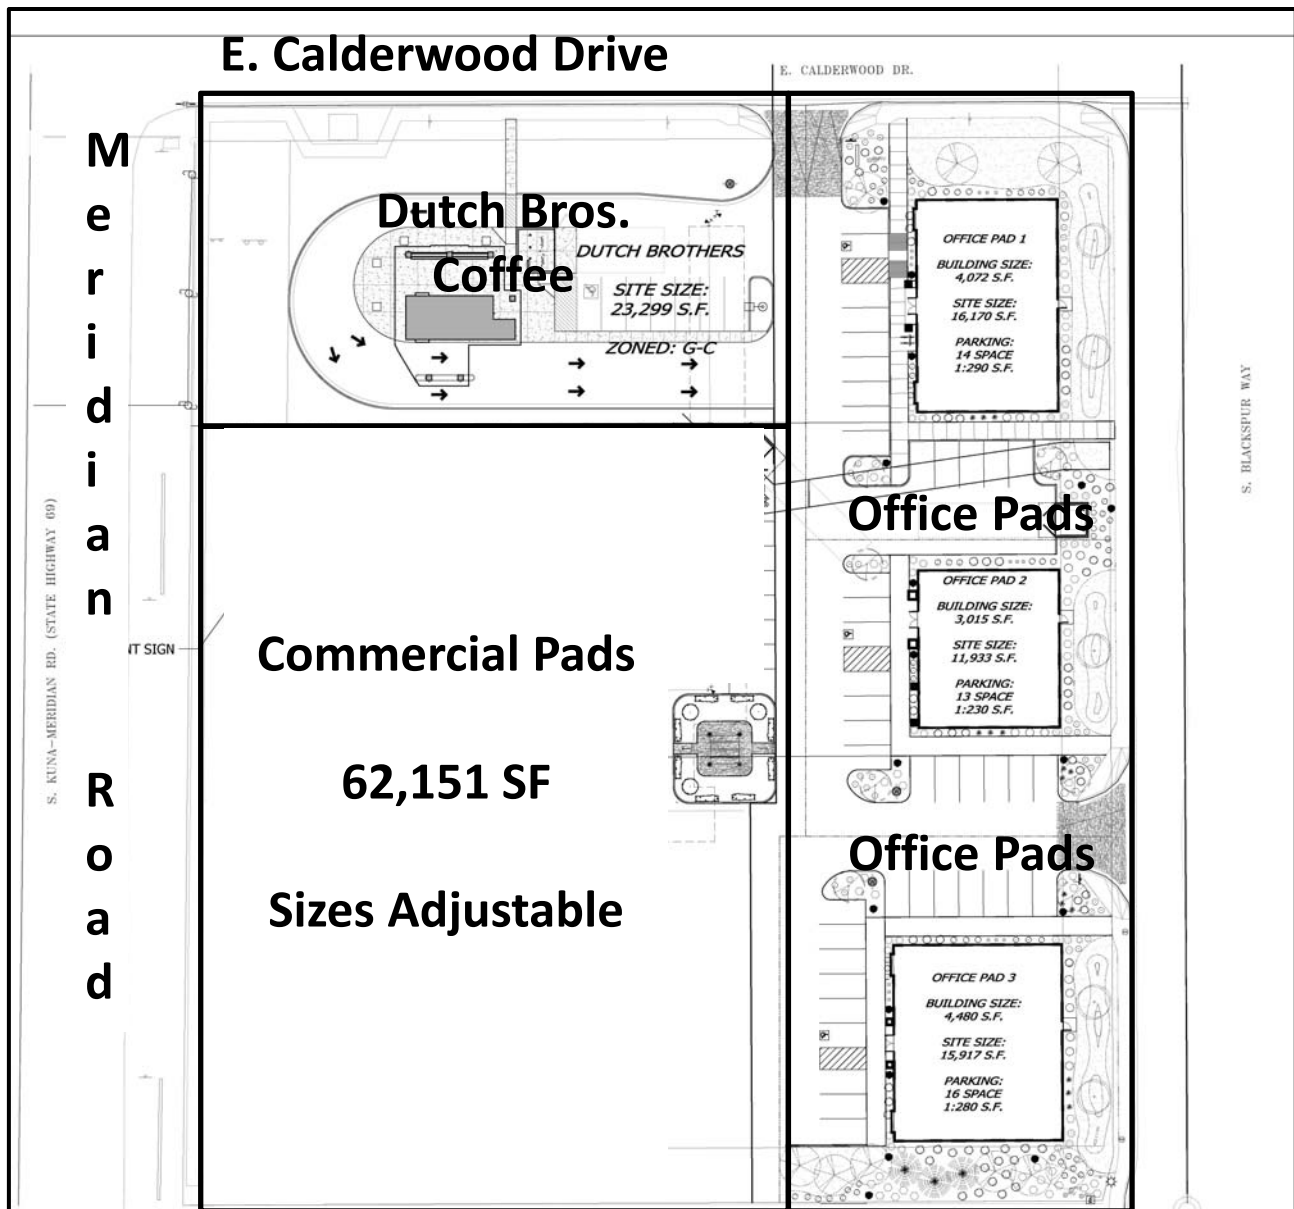 E. Calderwood Drive
E. CALDERWOOD DR.
Meridian Road
S. KUNA-MERIDIAN RD. (STATE HIGHWAY 69)
Dutch Bros.
Coffee
DUTCH BROTHERS
SITE SIZE:
23,299 S.F.
ZONED: G-C
OFFICE PAD 1
BUILDING SIZE:
4,072 S.F.
SITE SIZE:
16,170 S.F.
PARKING:
14 SPACE
1:290 S.F.
S. BLACKSPUR WAY
Office Pads
OFFICE PAD 2
BUILDING SIZE:
3,015 S.F.
SITE SIZE:
11,933 S.F.
PARKING:
13 SPACE
1:230 S.F.
NT SIGN
Commercial Pads
62,151 SF
Sizes Adjustable
Office Pads
OFFICE PAD 3
BUILDING SIZE:
4,480 S.F.
SITE SIZE:
15,917 S.F.
PARKING:
16 SPACE
1:280 S.F.